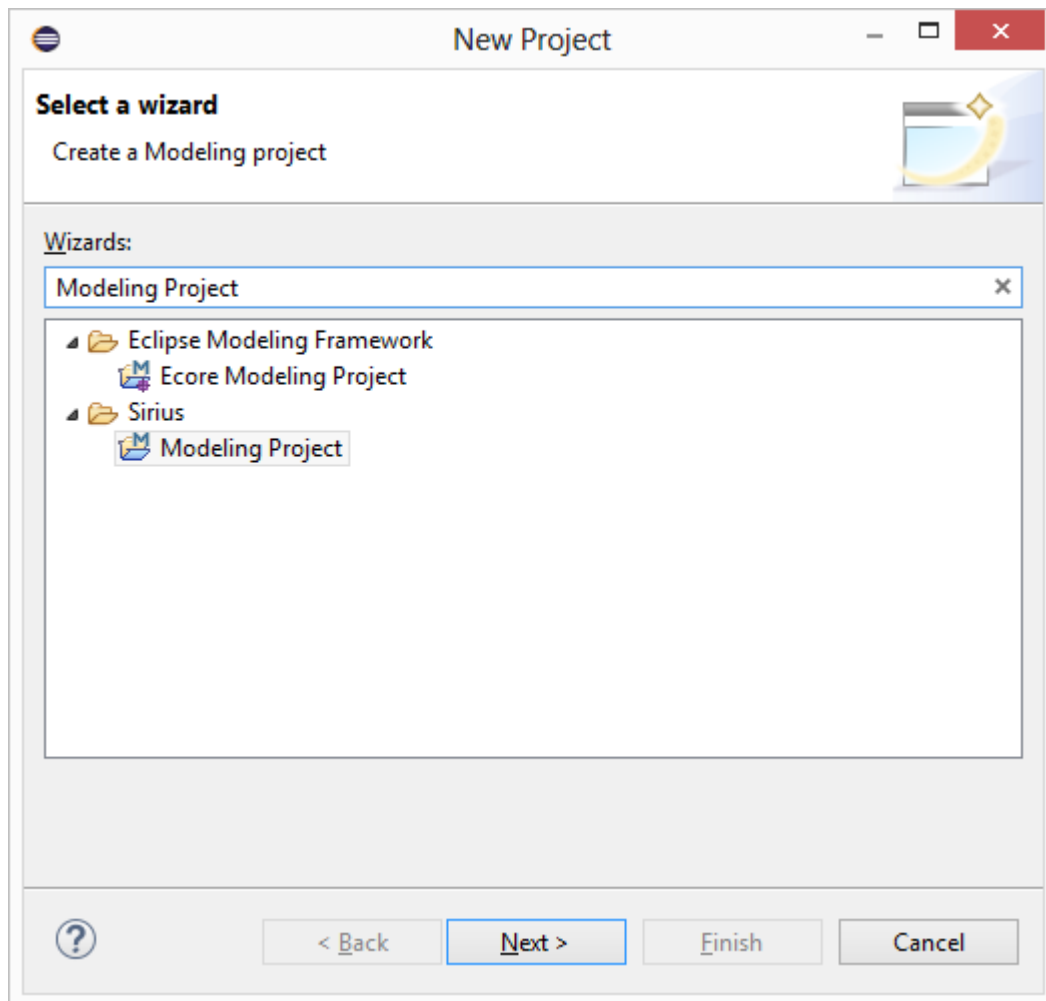 New Project
Select a wizard
Create a Modeling project
Wizards:
Modeling Project
Eclipse Modeling Framework
Ecore Modeling Project
Sirius
Modeling Project
< Back Next > Finish Cancel